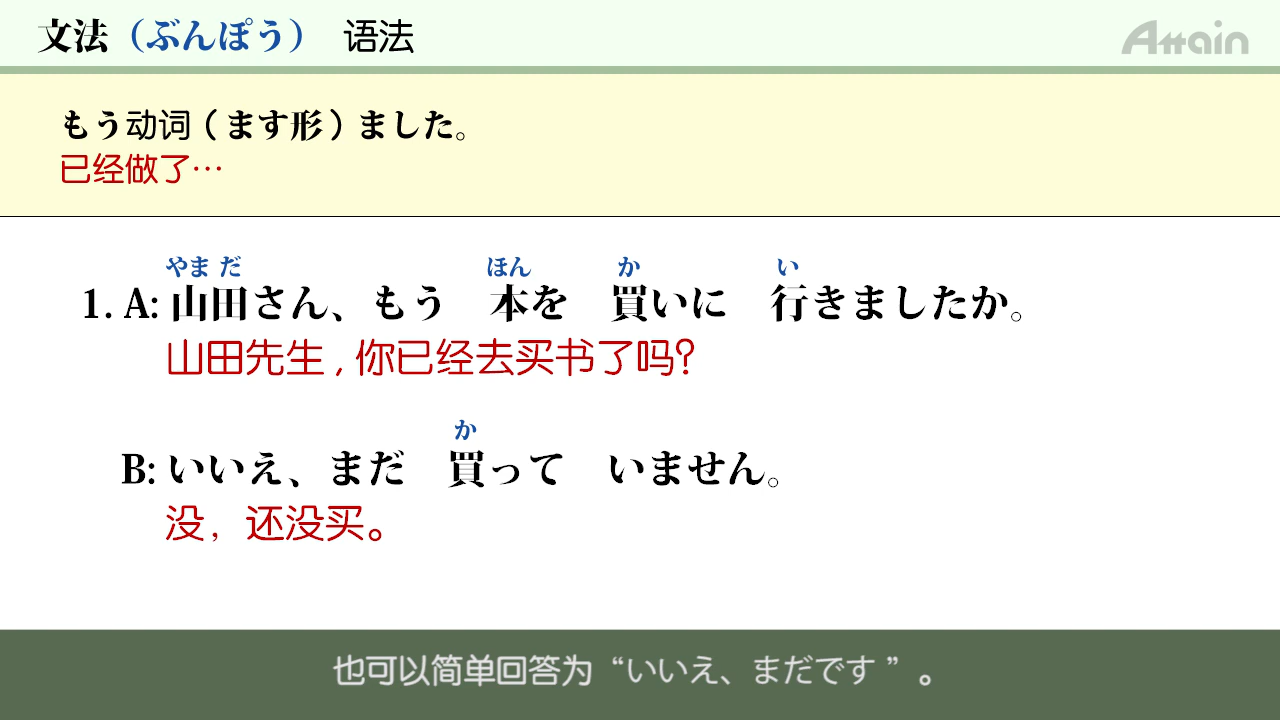 文法（ぶんぽう） 语法
Attain
もう动词（ます形）ました。
已经做了…
やまだ ほん か い
1. A: 山田さん、もう 本を 買いに 行きましたか。
山田先生，你已经去买书了吗?
か
B: いいえ、まだ 買って いません。
没，还没买。
也可以简单回答为“いいえ、まだです ”。